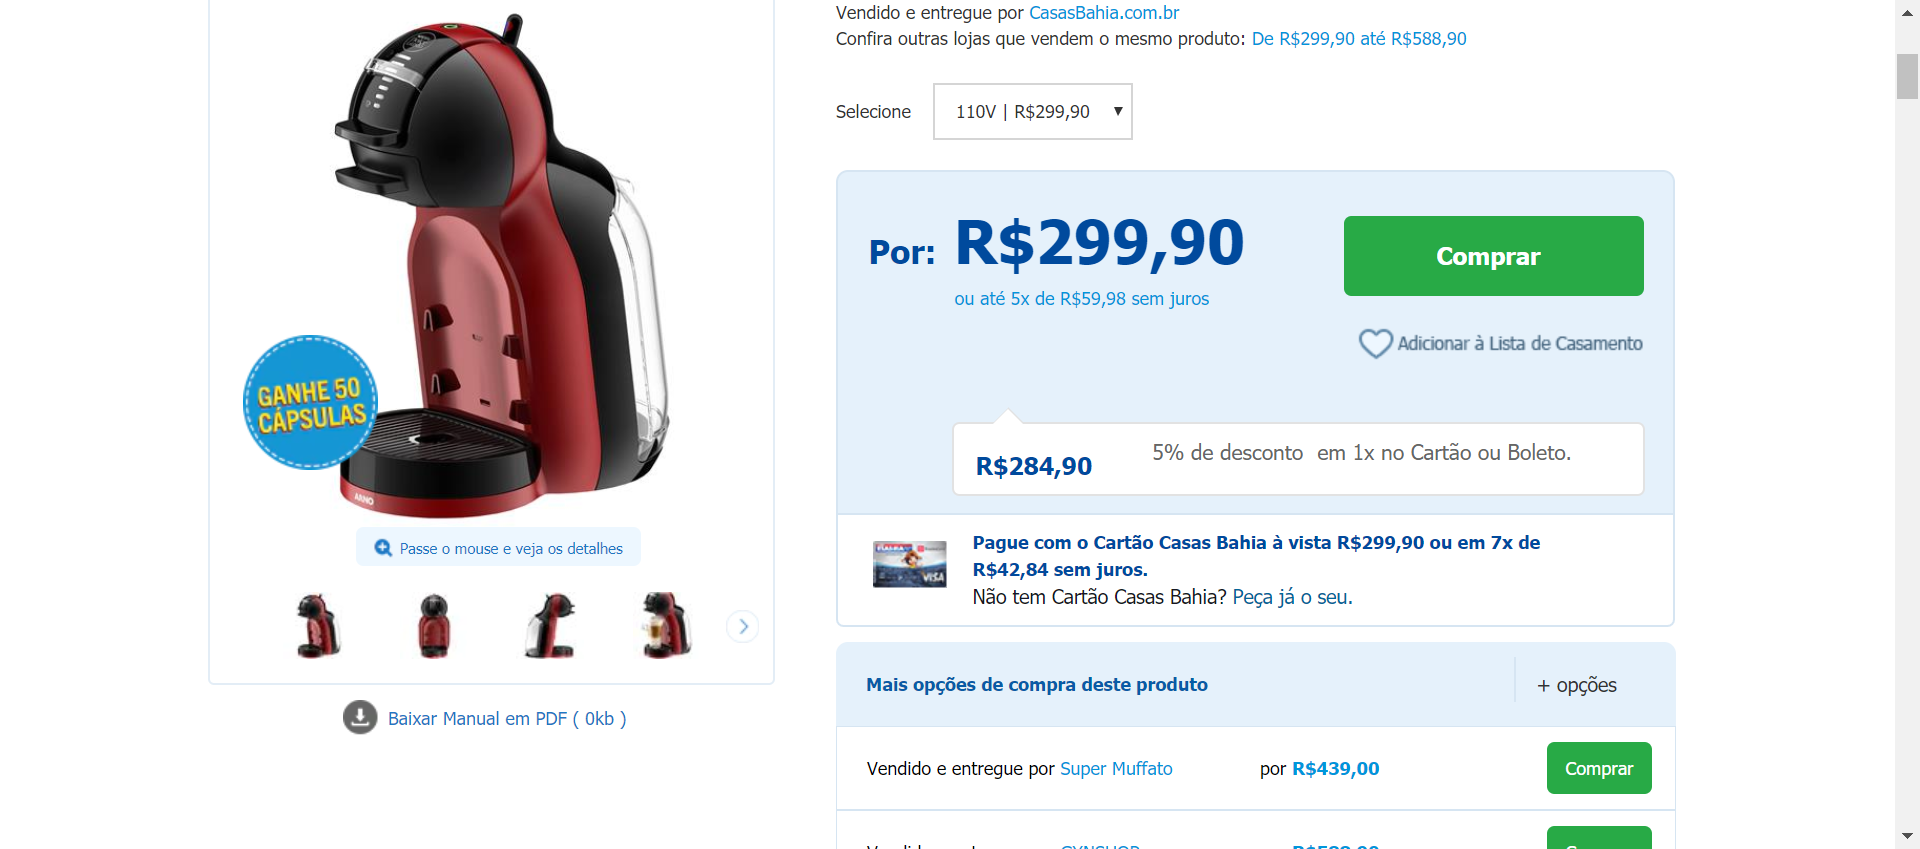 Vendido e entregue por CasasBahia.com.br
Confira outras lojas que vendem o mesmo produto: De R$299,90 até R$588,90
Selecione
110V | R$299,90
Por: R$299,90
ou até 5x de R$59,98 sem juros
Comprar
Adicionar à Lista de Casamento
R$284,90
5% de desconto em 1x no Cartão ou Boleto.
Pague com o Cartão Casas Bahia à vista R$299,90 ou em 7x de
R$42,84 sem juros.
Não tem Cartão Casas Bahia? Peça já o seu.
VISA
Mais opções de compra deste produto
+ opções
Vendido e entregue por Super Muffato
por R$439,00
Comprar
GANHE 50
CÁPSULAS
ARNO
Passe o mouse e veja os detalhes
Baixar Manual em PDF ( 0kb )